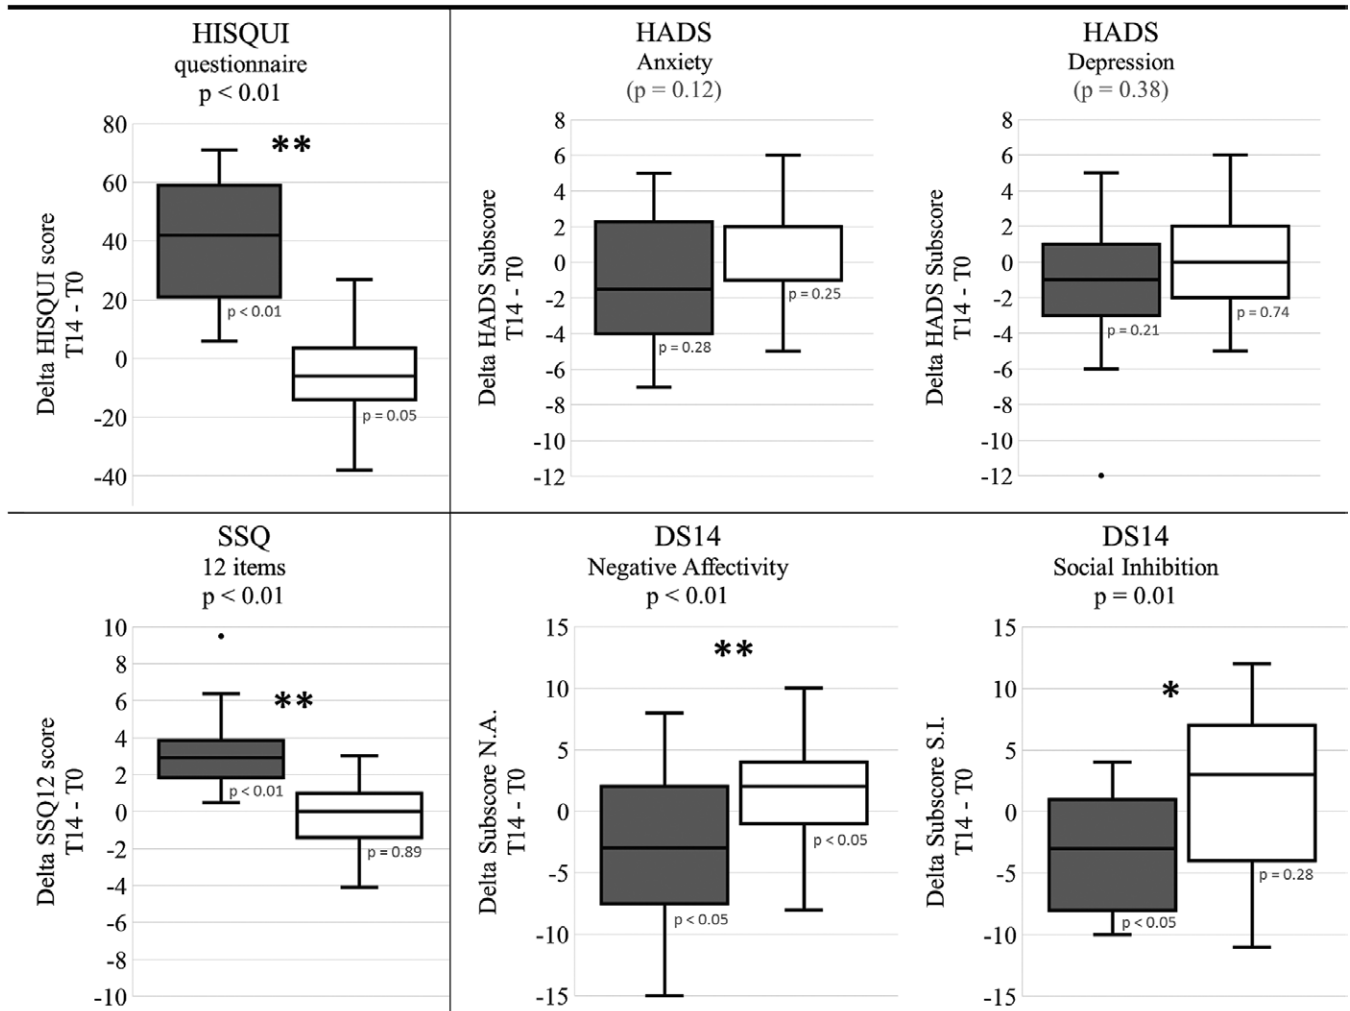 HISQUI
questionnaire
p < 0.01
Delta HISQUI score
T14 - T0
80
60
40
20
0
-20
-40
**
p < 0.01
p = 0.05
HADS
Anxiety
(p = 0.12)
Delta HADS Subscore
T14 - T0
8
6
4
2
0
-2
-4
-6
-8
-10
-12
p = 0.28
p = 0.25
HADS
Depression
(p = 0.38)
Delta HADS Subscore
T14 - T0
8
6
4
2
0
-2
-4
-6
-8
-10
-12
p = 0.21
p = 0.74
SSQ
12 items
p < 0.01
Delta SSQ12 score
T14 - T0
10
8
6
4
2
0
-2
-4
-6
-8
-10
**
p < 0.01
p = 0.89
DS14
Negative Affectivity
p < 0.01
Delta Subscore N.A.
T14 - T0
15
10
5
0
-5
-10
-15
**
p < 0.05
p < 0.05
DS14
Social Inhibition
p = 0.01
Delta Subscore S.I.
T14 - T0
15
10
5
0
-5
-10
-15
*
p < 0.05
p = 0.28